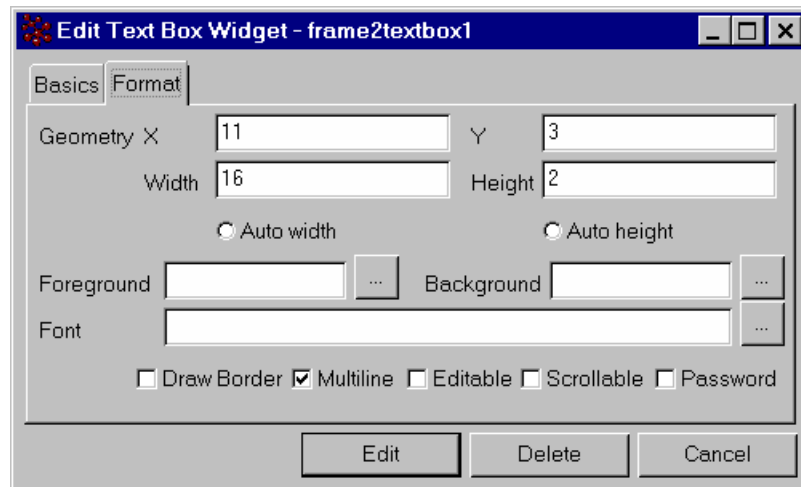 Edit Text Box Widget - frame2textbox1
Basics Format
Geometry X 11 Y 3
Width 16 Height 2
Auto width Auto height
Foreground ... Background ...
Font ...
Draw Border Multiline Editable Scrollable Password
Edit Delete Cancel